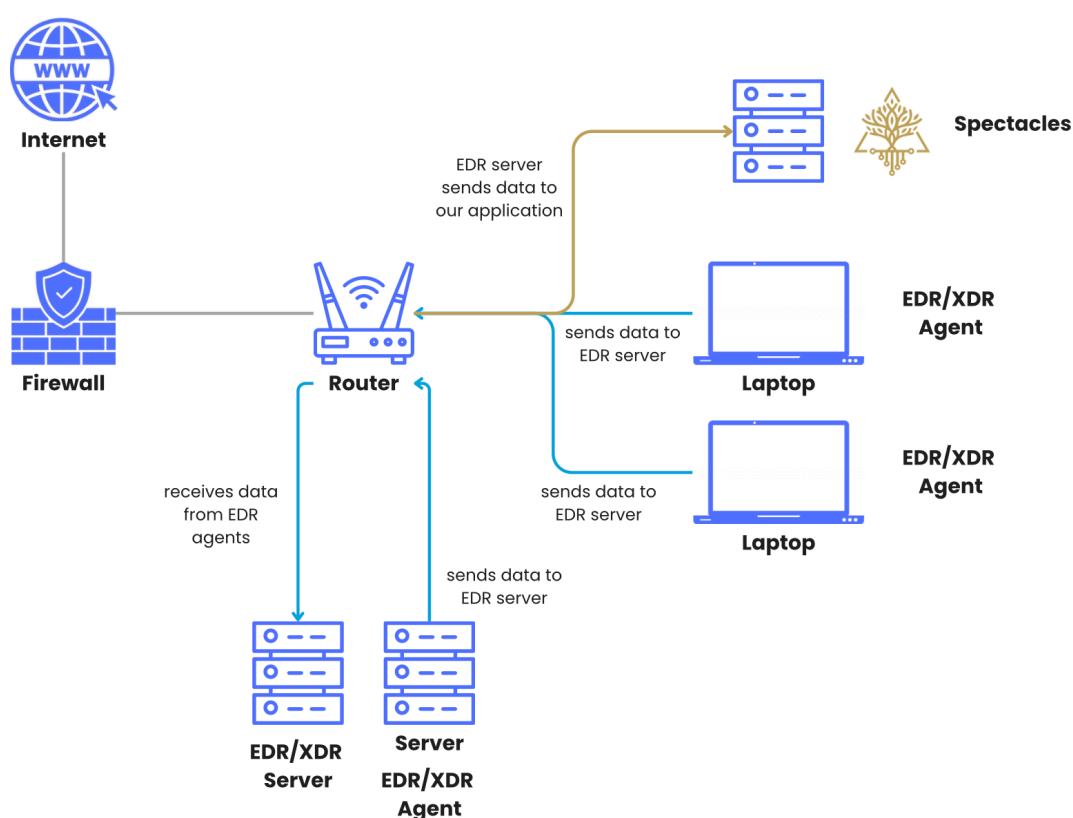 WWW
Internet
Spectacles
EDR server
sends data to
our application
Firewall
Router
sends data to
EDR server
Laptop
EDR/XDR
Agent
receives data
from EDR
agents
sends data to
EDR server
Laptop
EDR/XDR
Agent
sends data to
EDR server
EDR/XDR
Server
Server
EDR/XDR
Agent